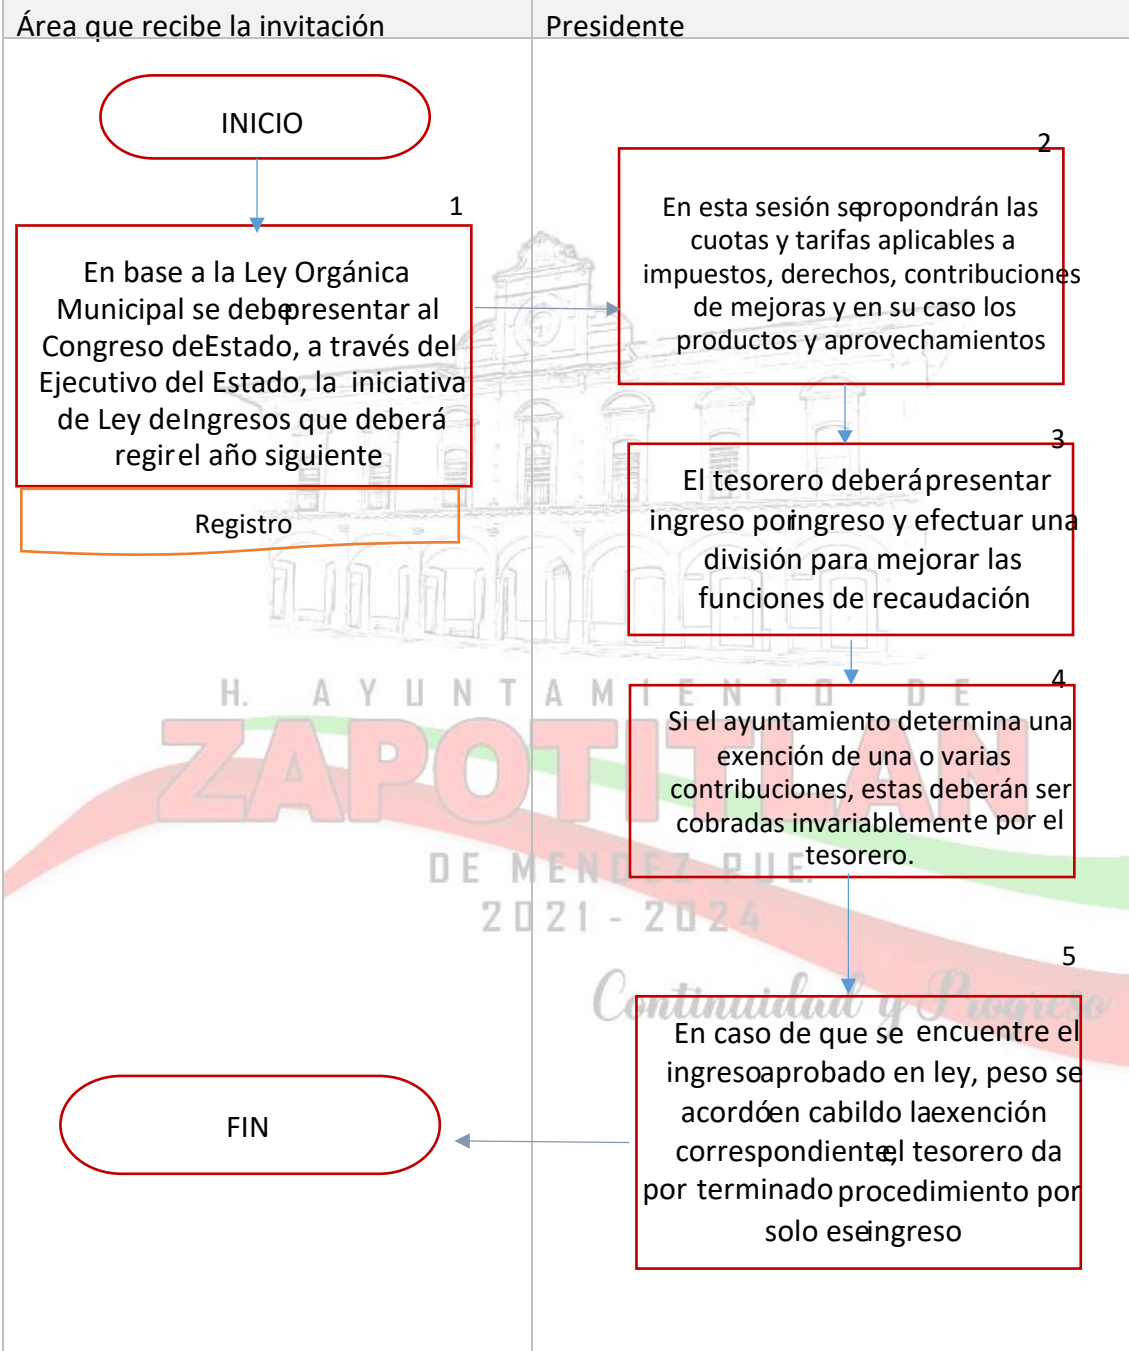 Área que recibe la invitación
Presidente
INICIO
1
En base a la Ley Orgánica
Municipal se debe presentar al
Congreso de Estado, a través del
Ejecutivo del Estado, la iniciativa
de Ley de Ingresos que deberá
regir el año siguiente
Registro
2
En esta sesión se propondrán las
cuotas y tarifas aplicables a
impuestos, derechos, contribuciones
de mejoras y en su caso los
productos y aprovechamientos
3
El tesorero deberá presentar
ingreso por ingreso y efectuar una
división para mejorar las
funciones de recaudación
4
Si el ayuntamiento determina una
exención de una o varias
contribuciones, estas deberán ser
cobradas invariablemente por el
tesorero.
5
En caso de que se encuentre el
ingreso aprobado en ley, peso se
acordó en cabildo la exención
correspondiente, el tesorero da
por terminado procedimiento por
solo ese ingreso
FIN
H. AYUNTAMIENTO DE
ZAPOTITLAN
DE MENDEZ PUE.
2021 - 2024
Continuidad y Progreso